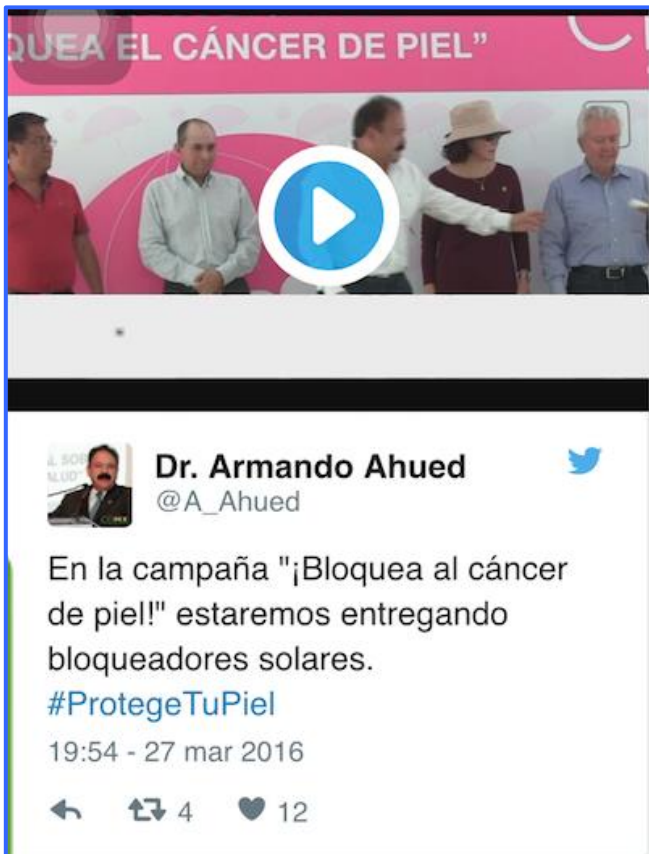 QUEA EL CÁNCER DE PIEL”
Dr. Armando Ahued
@A_Ahued
En la campaña "¡Bloquea al cáncer
de piel!" estaremos entregando
bloqueadores solares.
#ProtegeTuPiel
19:54 - 27 mar 2016
4 12